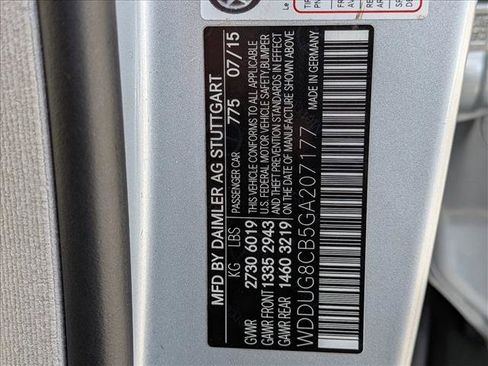 MFD BY DAIMLER AG STUTTGART
KG LBS PASSENGER CAR 775 07/15
GVWR 2730 6019
GAWR FRONT 1335 2943
GAWR REAR 1460 3219
THIS VEHICLE CONFORMS TO ALL APPLICABLE
U.S. FEDERAL MOTOR VEHICLE SAFETY BUMPER
AND THEFT PREVENTION STANDARDS IN EFFECT
ON THE DATE OF MANUFACTURE SHOWN ABOVE
WDDUG8CB5GA207177 MADE IN GERMANY